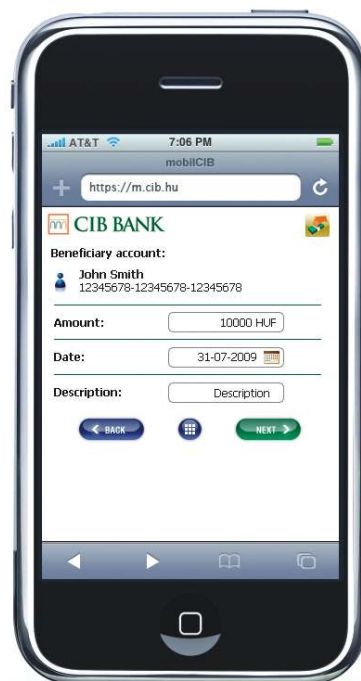 AT&T 7:06 PM
mobilCIB
https://m.cib.hu
CIB BANK
Beneficiary account:
John Smith
12345678-12345678-12345678
Amount: 10000 HUF
Date: 31-07-2009
Description: Description
BACK NEXT